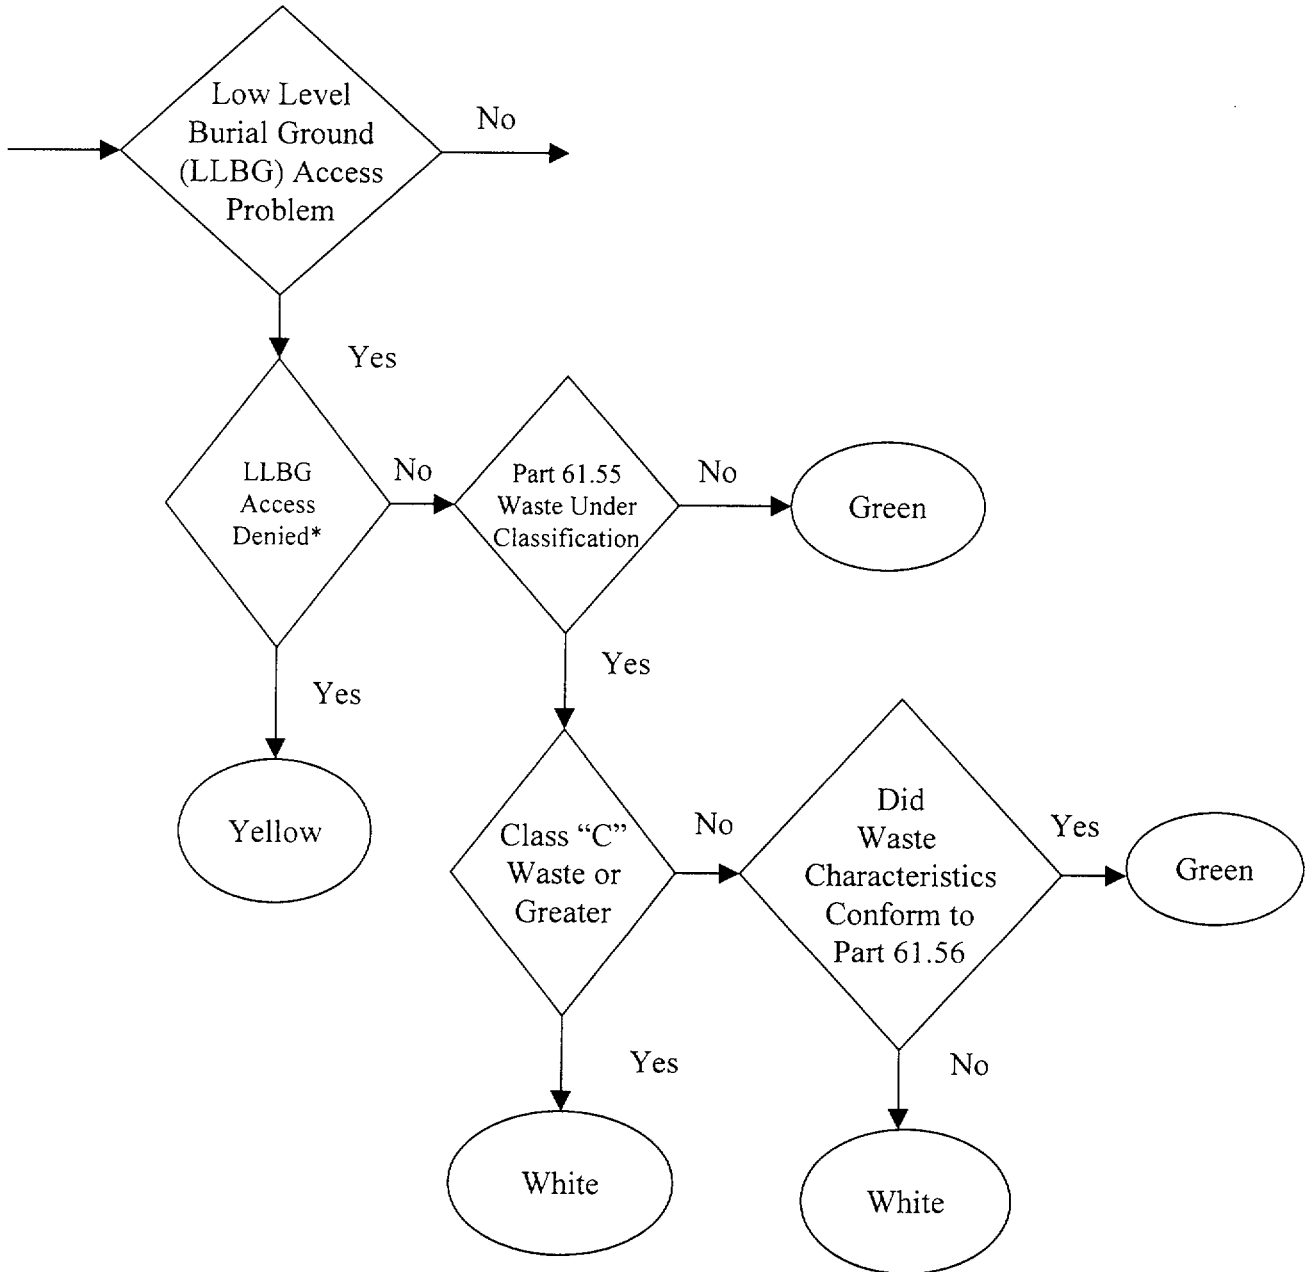 Low Level
Burial Ground
(LLBG) Access
Problem
No
Yes
LLBG
Access
Denied*
No
Part 61.55
Waste Under
Classification
No
Green
Yes
Yellow
Yes
Class “C”
Waste or
Greater
No
Did
Waste
Characteristics
Conform to
Part 61.56
Yes
Green
Yes
White
No
White